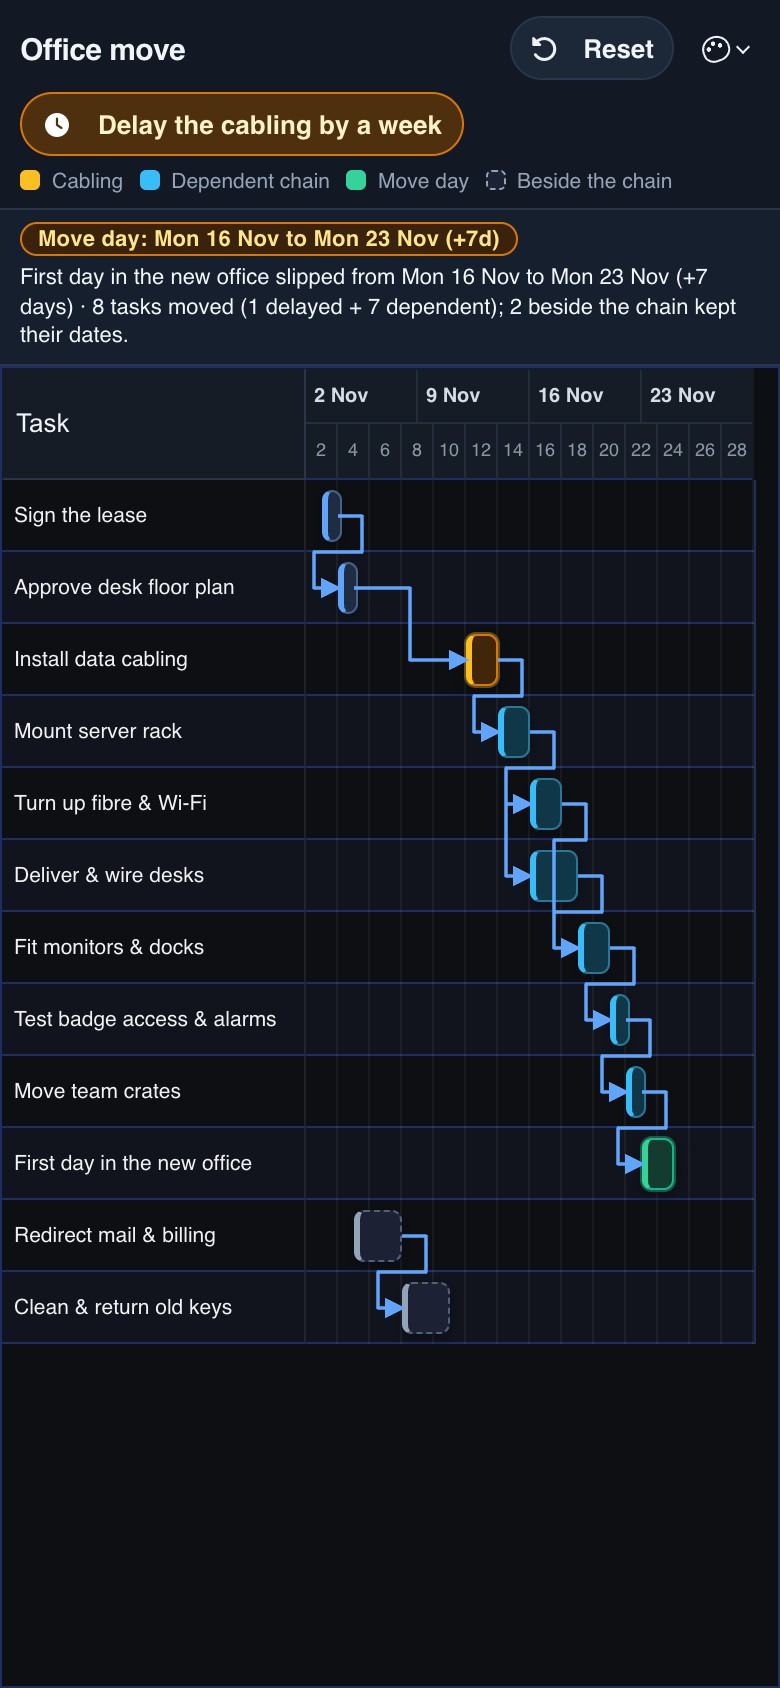 Office move
Reset
Delay the cabling by a week
Cabling Dependent chain Move day Beside the chain
Move day: Mon 16 Nov to Mon 23 Nov (+7d)
First day in the new office slipped from Mon 16 Nov to Mon 23 Nov (+7
days) · 8 tasks moved (1 delayed + 7 dependent); 2 beside the chain kept
their dates.
Task
2 Nov 9 Nov 16 Nov 23 Nov
2 4 6 8 10 12 14 16 18 20 22 24 26 28
Sign the lease
Approve desk floor plan
Install data cabling
Mount server rack
Turn up fibre & Wi-Fi
Deliver & wire desks
Fit monitors & docks
Test badge access & alarms
Move team crates
First day in the new office
Redirect mail & billing
Clean & return old keys